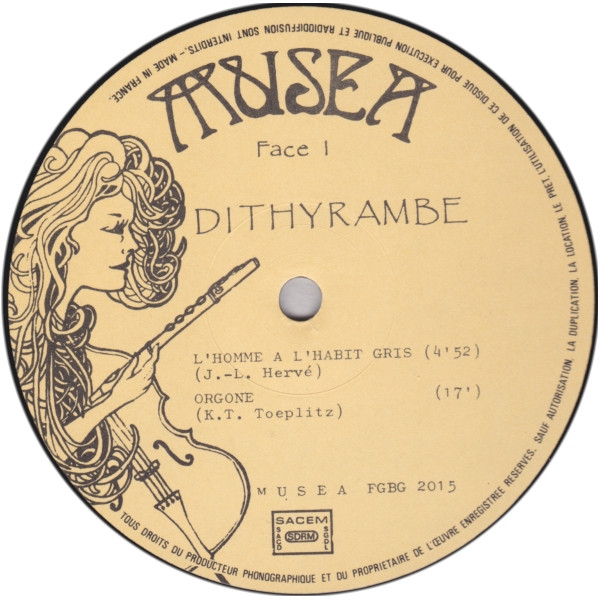 MUSEA
Face 1
DITHYRAMBE
L'HOMME A L'HABIT GRIS (4'52)
(J.-L. Hervé)
ORGONE (17')
(K.T. Toeplitz)
MUSEA FGBG 2015
SACEM
SACD SDRM SGDL
TOUS DROITS DU PRODUCTEUR PHONOGRAPHIQUE ET DU PROPRIETAIRE DE L'ŒUVRE ENREGISTREE RESERVES. SAUF AUTORISATION. LA DUPLICATION. LA LOCATION. LE PRET. L'UTILISATION DE CE DISQUE POUR EXECUTION PUBLIQUE ET RADIODIFFUSION SONT INTERDITS.- MADE IN FRANCE.